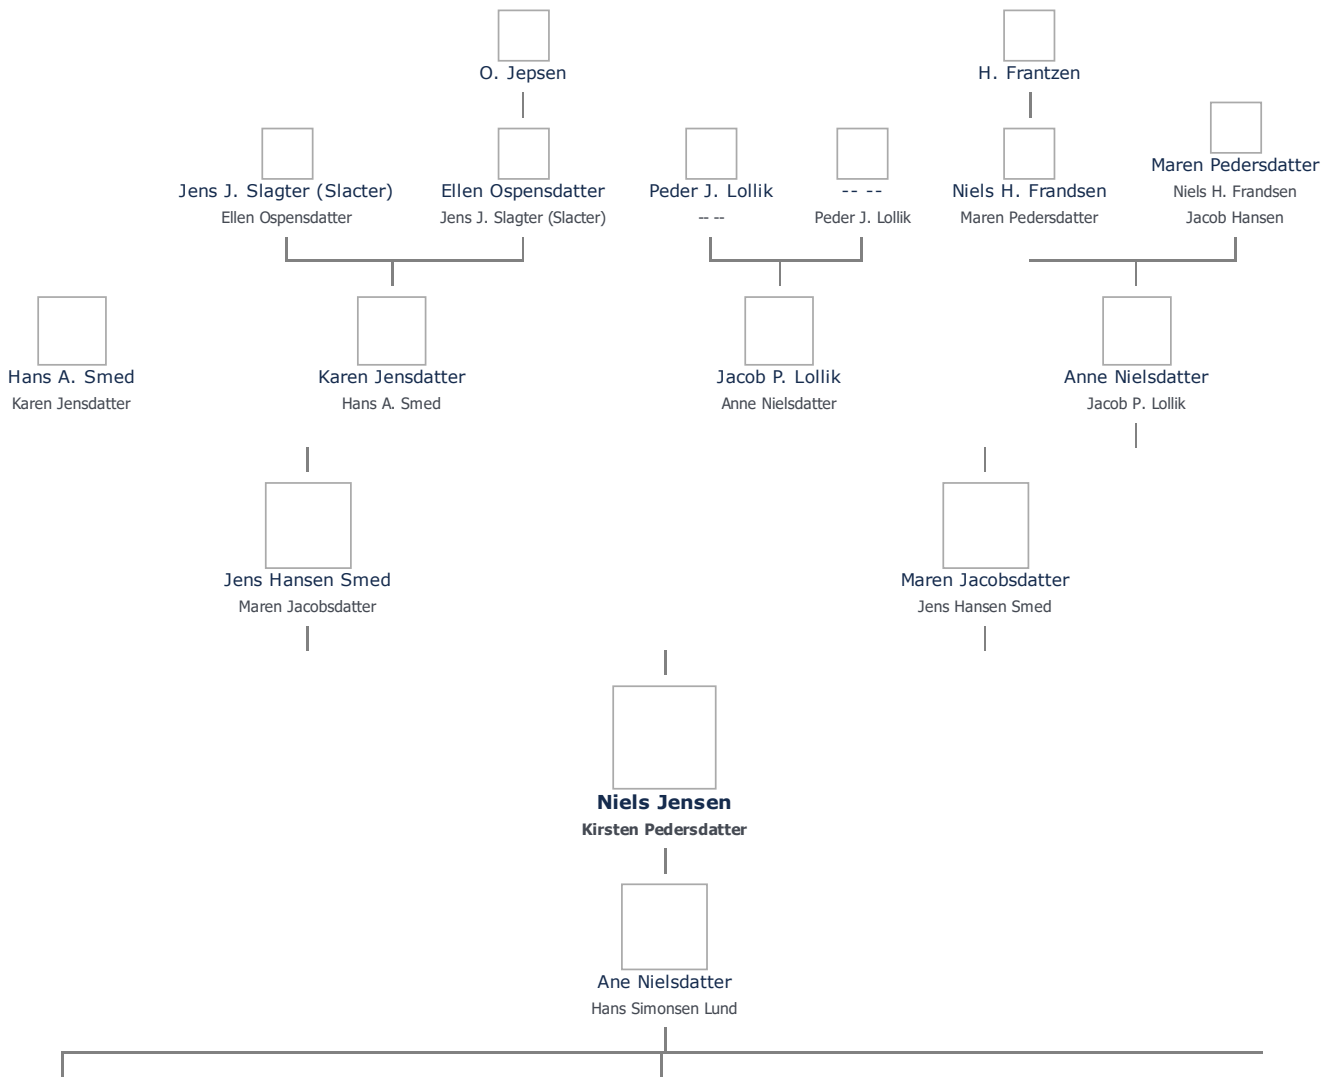 O. Jepsen
H. Frantzen
Jens J. Slagter (Slacter)
Ellen Ospensdatter
Ellen Ospensdatter
Jens J. Slagter (Slacter)
Peder J. Lollik
-- --
-- --
Peder J. Lollik
Niels H. Frandsen
Maren Pedersdatter
Maren Pedersdatter
Niels H. Frandsen
Jacob Hansen
Hans A. Smed
Karen Jensdatter
Karen Jensdatter
Hans A. Smed
Jacob P. Lollik
Anne Nielsdatter
Anne Nielsdatter
Jacob P. Lollik
Jens Hansen Smed
Maren Jacobsdatter
Maren Jacobsdatter
Jens Hansen Smed
Niels Jensen
Kirsten Pedersdatter
Ane Nielsdatter
Hans Simonsen Lund